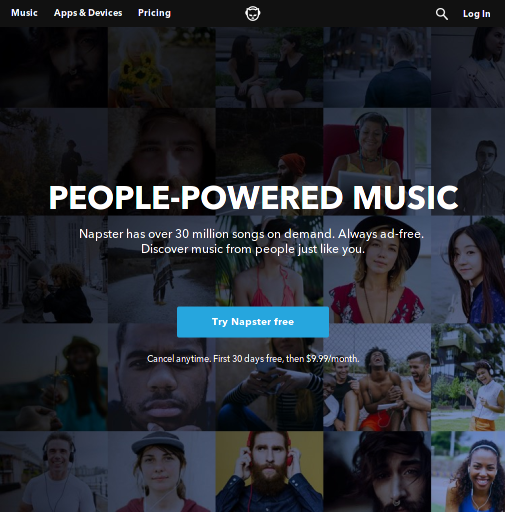 Music Apps & Devices Pricing Log In
PEOPLE-POWERED MUSIC
Napster has over 30 million songs on demand. Always ad-free.
Discover music from people just like you.
Try Napster free
Cancel anytime. First 30 days free, then $9.99/month.